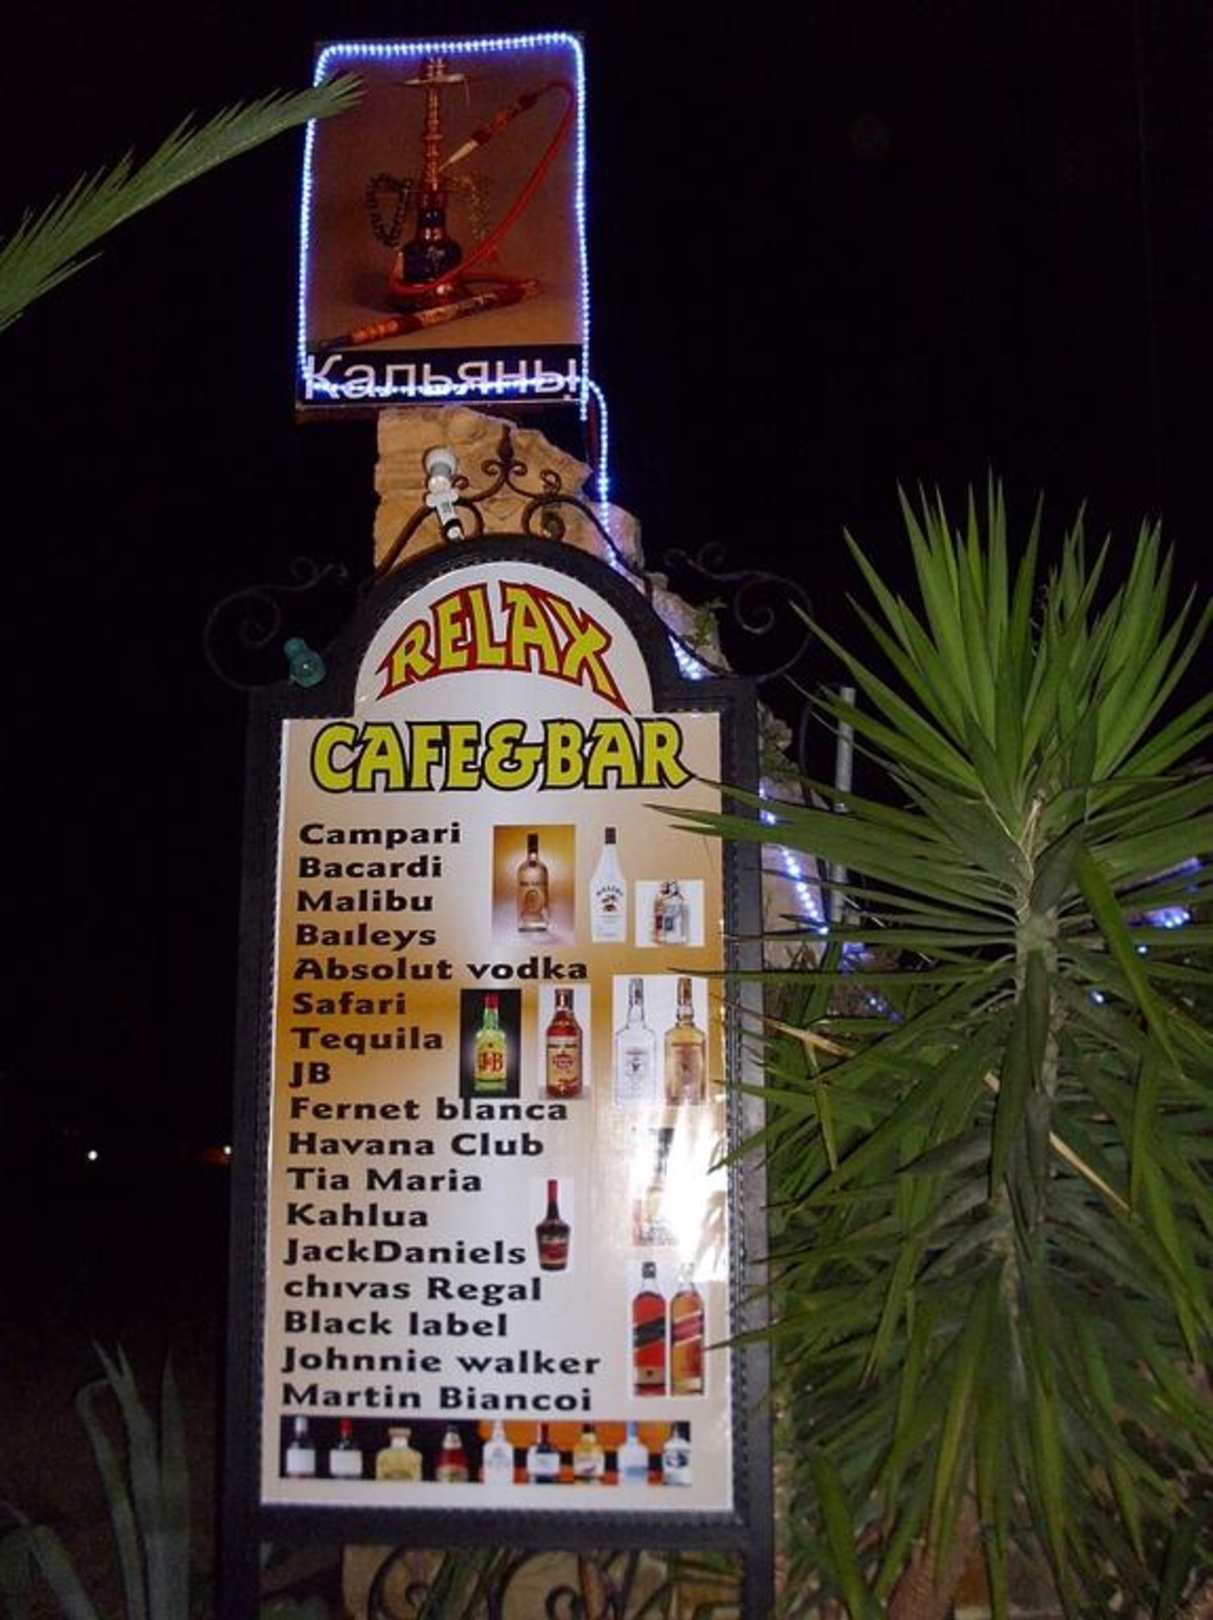 Кальяны
RELAX
CAFE&BAR
Campari
Bacardi
Malibu
Baileys
Absolut vodka
Safari
Tequila
JB
Fernet blanca
Havana Club
Tia Maria
Kahlua
JackDaniels
chivas Regal
Black label
Johnnie walker
Martin Biancoi
MALIBU
J&B